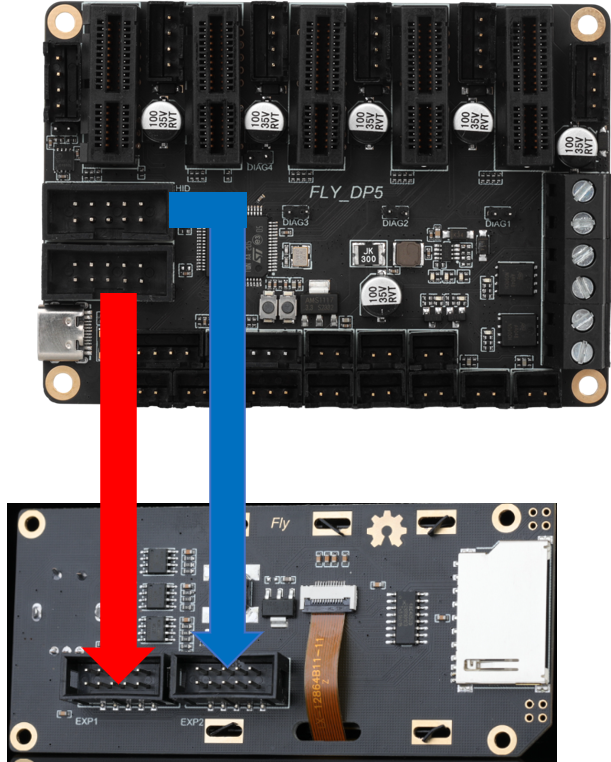 100
35V
RVT
100
35V
RVT
100
35V
RVT
100
35V
RVT
100
35V
RVT
DIAG4
HID
FLY_DP5
DIAG3
DIAG2
DIAG1
JK
300
100
35V
RVT
Fly
EXP1
EXP2